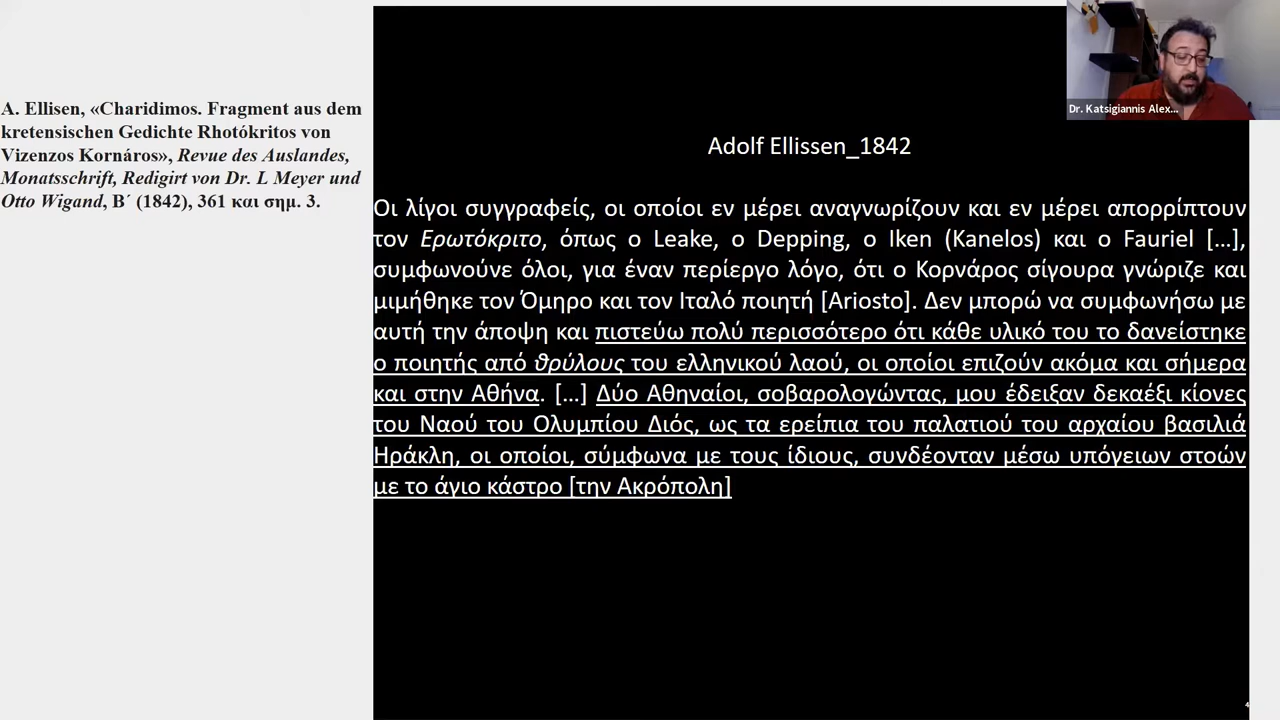 A. Ellisen, «Charidimos. Fragment aus dem
kretensischen Gedichte Rhotókritos von
Vizenzos Kornáros», Revue des Auslandes,
Monatsschrift, Redigirt von Dr. L Meyer und
Otto Wigand, Β΄ (1842), 361 και σημ. 3.
Adolf Ellissen_1842
Οι λίγοι συγγραφείς, οι οποίοι εν μέρει αναγνωρίζουν και εν μέρει απορρίπτουν
τον Ερωτόκριτο, όπως ο Leake, ο Depping, ο Iken (Kanelos) και ο Fauriel [...],
συμφωνούνε όλοι, για έναν περίεργο λόγο, ότι ο Κορνάρος σίγουρα γνώριζε και
μιμήθηκε τον Όμηρο και τον Ιταλό ποιητή [Ariosto]. Δεν μπορώ να συμφωνήσω με
αυτή την άποψη και πιστεύω πολύ περισσότερο ότι κάθε υλικό του το δανείστηκε
ο ποιητής από θρύλους του ελληνικού λαού, οι οποίοι επιζούν ακόμα και σήμερα
και στην Αθήνα. [...] Δύο Αθηναίοι, σοβαρολογώντας, μου έδειξαν δεκαέξι κίονες
του Ναού του Ολυμπίου Διός, ως τα ερείπια του παλατιού του αρχαίου βασιλιά
Ηράκλη, οι οποίοι, σύμφωνα με τους ίδιους, συνδέονταν μέσω υπόγειων στοών
με το άγιο κάστρο [την Ακρόπολη]
Dr. Katsigiannis Alex...
4